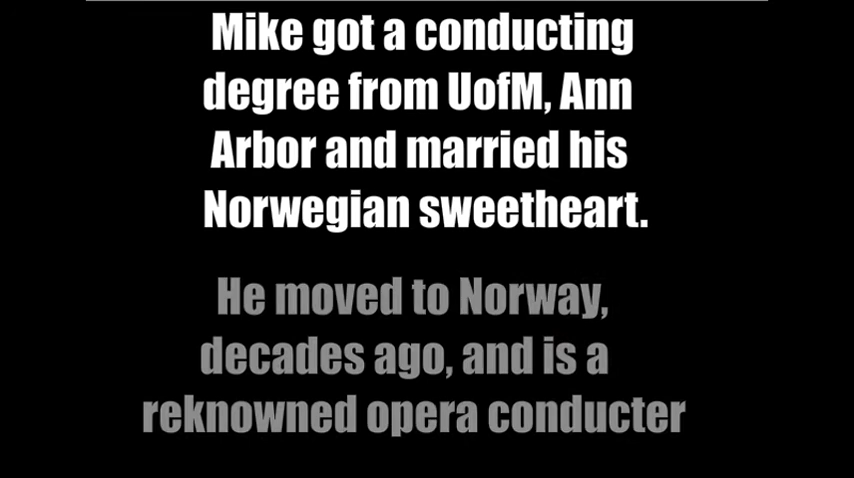 Mike got a conducting
degree from UofM, Ann
Arbor and married his
Norwegian sweetheart.
He moved to Norway,
decades ago, and is a
reknowned opera conducter